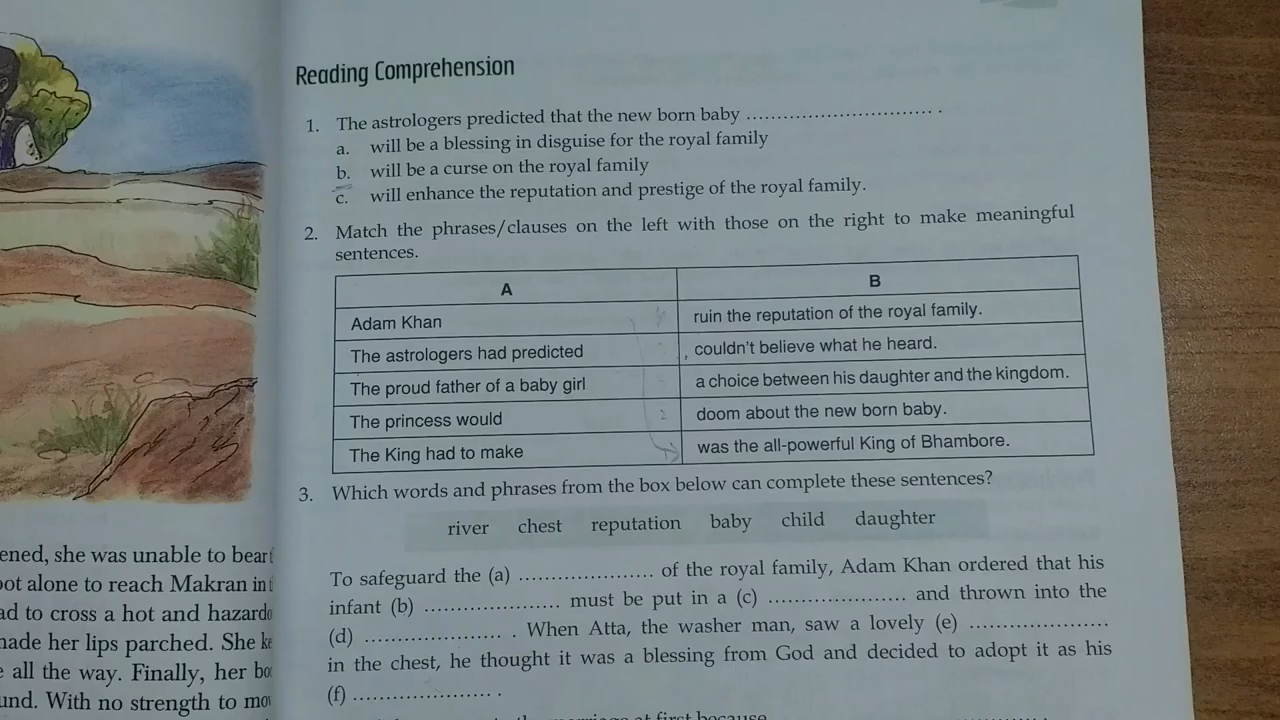 Reading Comprehension
1. The astrologers predicted that the new born baby .............................. .
a. will be a blessing in disguise for the royal family
b. will be a curse on the royal family
c. will enhance the reputation and prestige of the royal family.
2. Match the phrases/clauses on the left with those on the right to make meaningful
sentences.
A B
Adam Khan ruin the reputation of the royal family.
The astrologers had predicted couldn't believe what he heard.
The proud father of a baby girl a choice between his daughter and the kingdom.
The princess would doom about the new born baby.
The King had to make was the all-powerful King of Bhambore.
3. Which words and phrases from the box below can complete these sentences?
river chest reputation baby child daughter
To safeguard the (a) ...................... of the royal family, Adam Khan ordered that his
infant (b) ...................... must be put in a (c) ...................... and thrown into the
(d) ...................... . When Atta, the washer man, saw a lovely (e) ......................
in the chest, he thought it was a blessing from God and decided to adopt it as his
(f) ...................... .
at first because
she was unable to bear
alone to reach Makran in
to cross a hot and
her lips parched. She
all the way. Finally, her
With no strength to